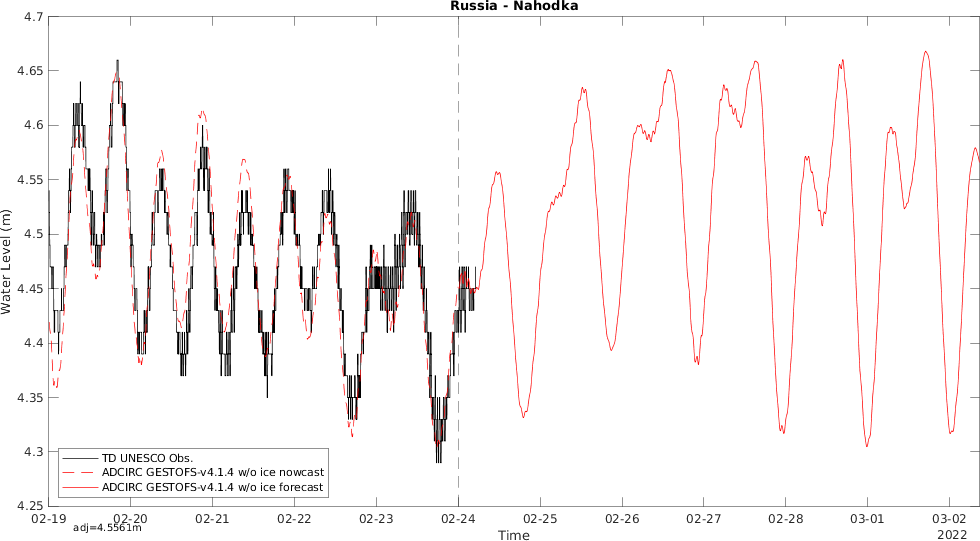 Russia - Nahodka
Water Level (m)
4.7
4.65
4.6
4.55
4.5
4.45
4.4
4.35
4.3
4.25
TD UNESCO Obs.
ADCIRC GESTOFS-v4.1.4 w/o ice nowcast
ADCIRC GESTOFS-v4.1.4 w/o ice forecast
02-19 02-20 02-21 02-22 02-23 02-24 02-25 02-26 02-27 02-28 03-01 03-02
adj=4.5561m
Time
2022